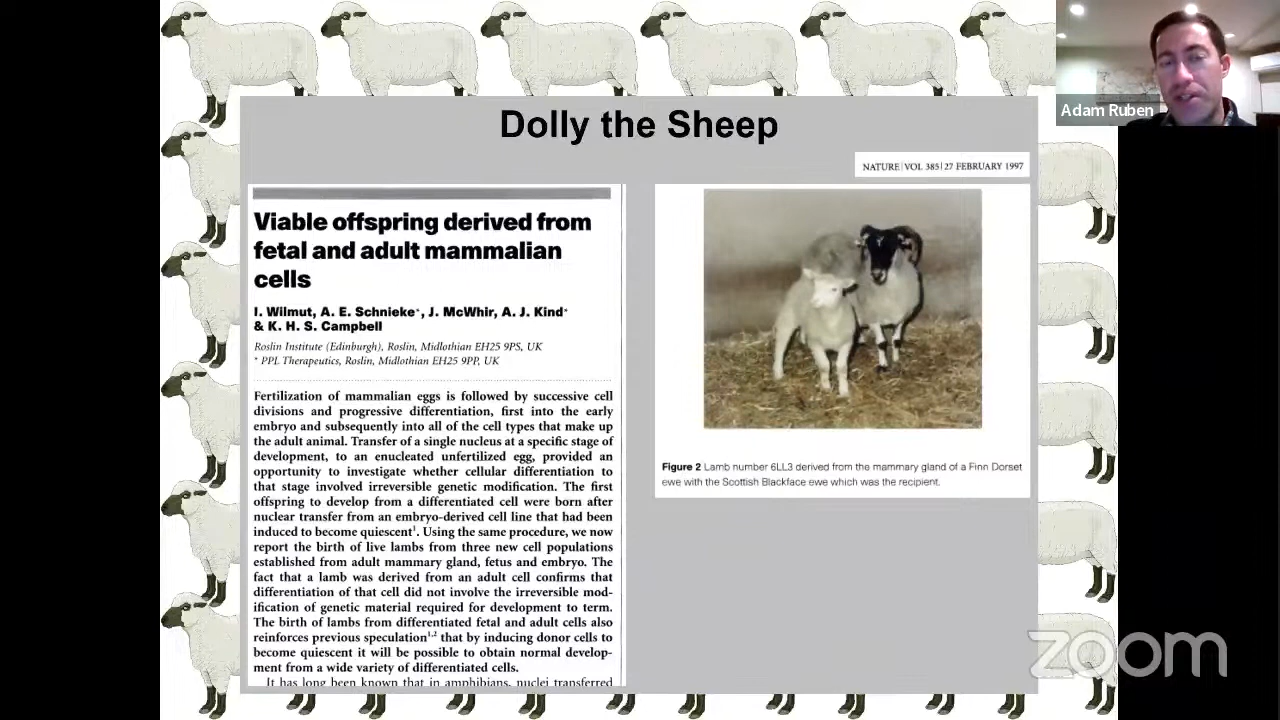 Adam Ruben
Dolly the Sheep
NATURE | VOL 385 | 27 FEBRUARY 1997
Viable offspring derived from
fetal and adult mammalian
cells
I. Wilmut, A. E. Schnieke*, J. McWhir, A. J. Kind*
& K. H. S. Campbell
Roslin Institute (Edinburgh), Roslin, Midlothian EH25 9PS, UK
* PPL Therapeutics, Roslin, Midlothian EH25 9PP, UK
Fertilization of mammalian eggs is followed by successive cell
divisions and progressive differentiation, first into the early
embryo and subsequently into all of the cell types that make up
the adult animal. Transfer of a single nucleus at a specific stage of
development, to an enucleated unfertilized egg, provided an
opportunity to investigate whether cellular differentiation to
that stage involved irreversible genetic modification. The first
offspring to develop from a differentiated cell were born after
nuclear transfer from an embryo-derived cell line that had been
induced to become quiescent1. Using the same procedure, we now
report the birth of live lambs from three new cell populations
established from adult mammary gland, fetus and embryo. The
fact that a lamb was derived from an adult cell confirms that
differentiation of that cell did not involve the irreversible mod-
ification of genetic material required for development to term.
The birth of lambs from differentiated fetal and adult cells also
reinforces previous speculation1,2 that by inducing donor cells to
become quiescent it will be possible to obtain normal develop-
ment from a wide variety of differentiated cells.
It has long been known that in amphibians, nuclei transferred
Figure 2 Lamb number 6LL3 derived from the mammary gland of a Finn Dorset
ewe with the Scottish Blackface ewe which was the recipient.
zoom